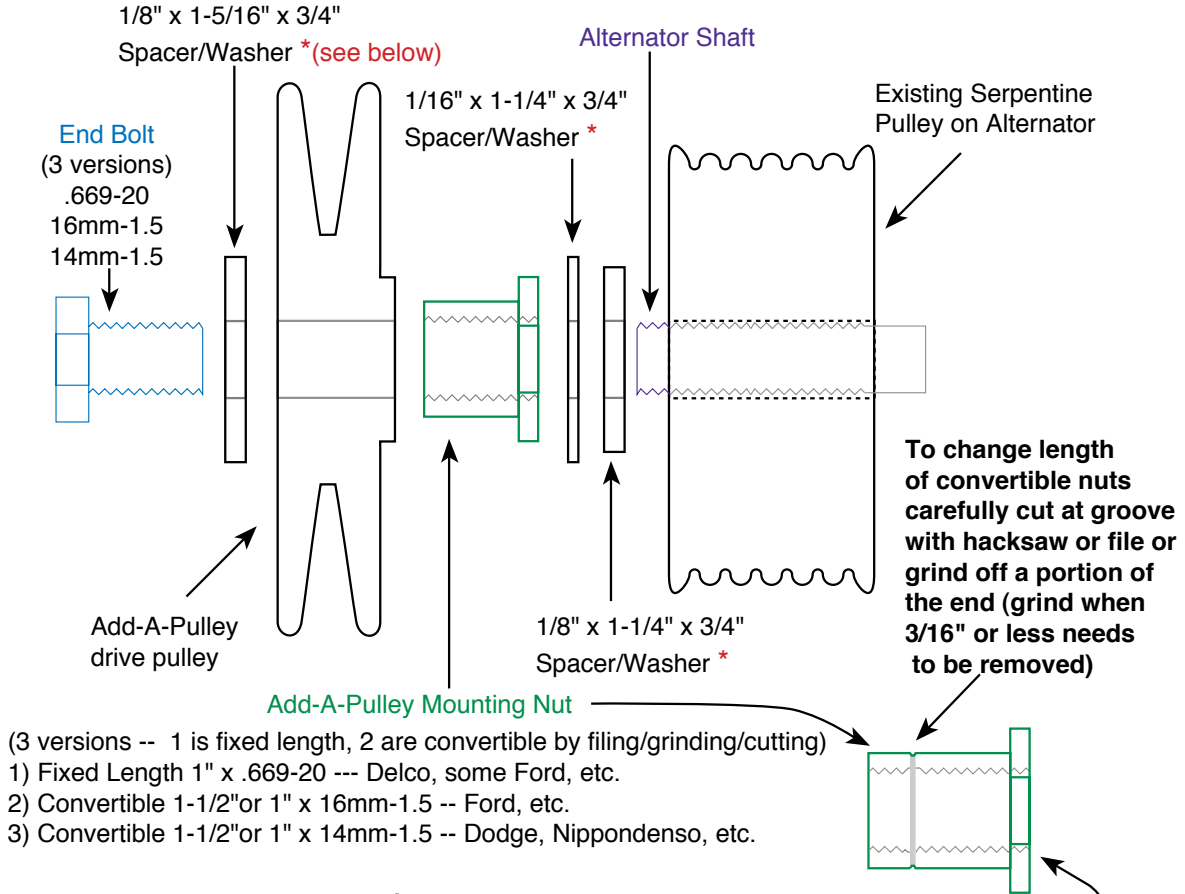 1/8" x 1-5/16" x 3/4"
Spacer/Washer *(see below)
Alternator Shaft
1/16" x 1-1/4" x 3/4"
Spacer/Washer *
Existing Serpentine
Pulley on Alternator
End Bolt
(3 versions)
.669-20
16mm-1.5
14mm-1.5
To change length
of convertible nuts
carefully cut at groove
with hacksaw or file or
grind off a portion of
the end (grind when
3/16" or less needs
to be removed)
Add-A-Pulley
drive pulley
1/8" x 1-1/4" x 3/4"
Spacer/Washer *
Add-A-Pulley Mounting Nut
(3 versions -- 1 is fixed length, 2 are convertible by filing/grinding/cutting)
1) Fixed Length 1" x .669-20 --- Delco, some Ford, etc.
2) Convertible 1-1/2"or 1" x 16mm-1.5 -- Ford, etc.
3) Convertible 1-1/2"or 1" x 14mm-1.5 -- Dodge, Nippondenso, etc.